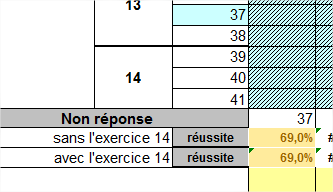 13
37
38
39
14 40
41
Non réponse 37
sans l'exercice 14 réussite 69,0% #
avec l'exercice 14 réussite 69,0% #